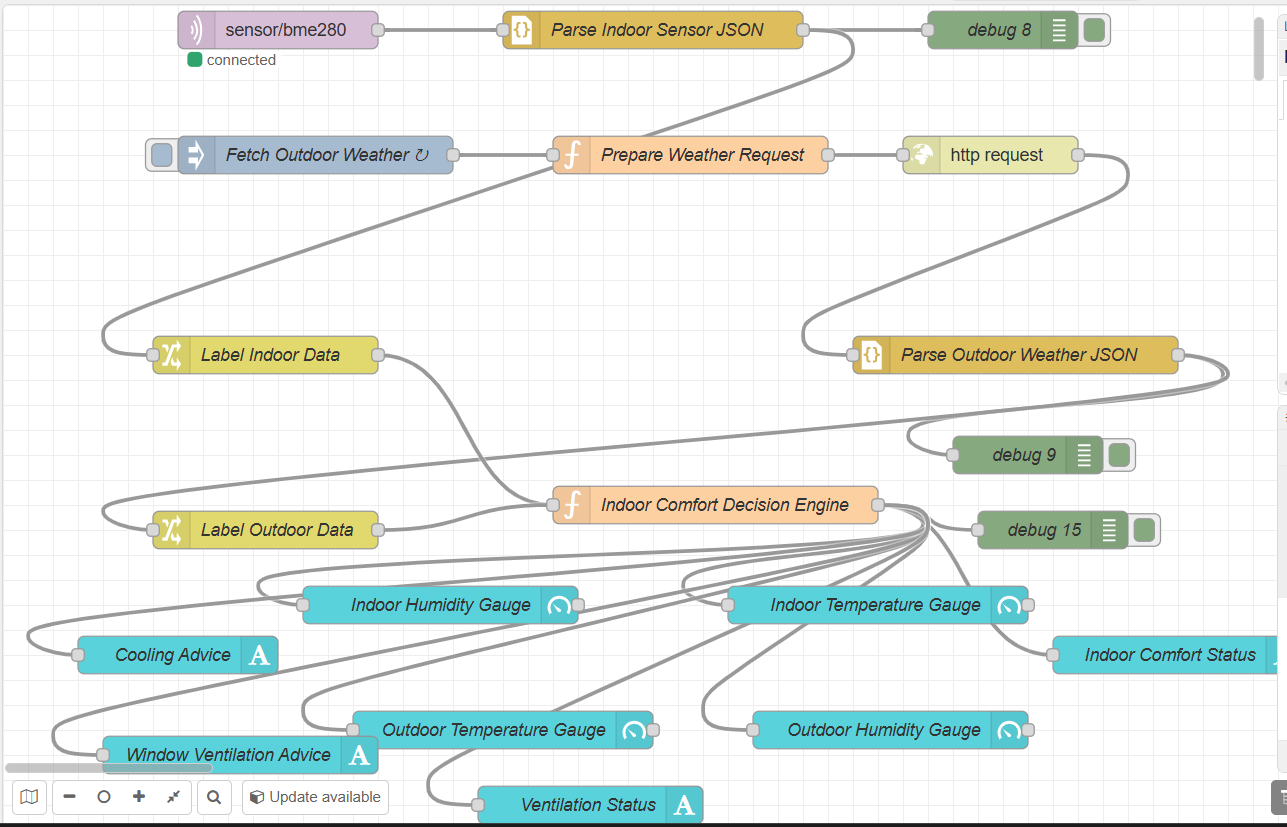 sensor/bme280
Parse Indoor Sensor JSON
debug 8
connected
Fetch Outdoor Weather ↻
Prepare Weather Request
http request
Label Indoor Data
Parse Outdoor Weather JSON
debug 9
Indoor Comfort Decision Engine
Label Outdoor Data
debug 15
Indoor Humidity Gauge
Indoor Temperature Gauge
Cooling Advice
Indoor Comfort Status
Outdoor Temperature Gauge
Outdoor Humidity Gauge
Window Ventilation Advice
Update available
Ventilation Status